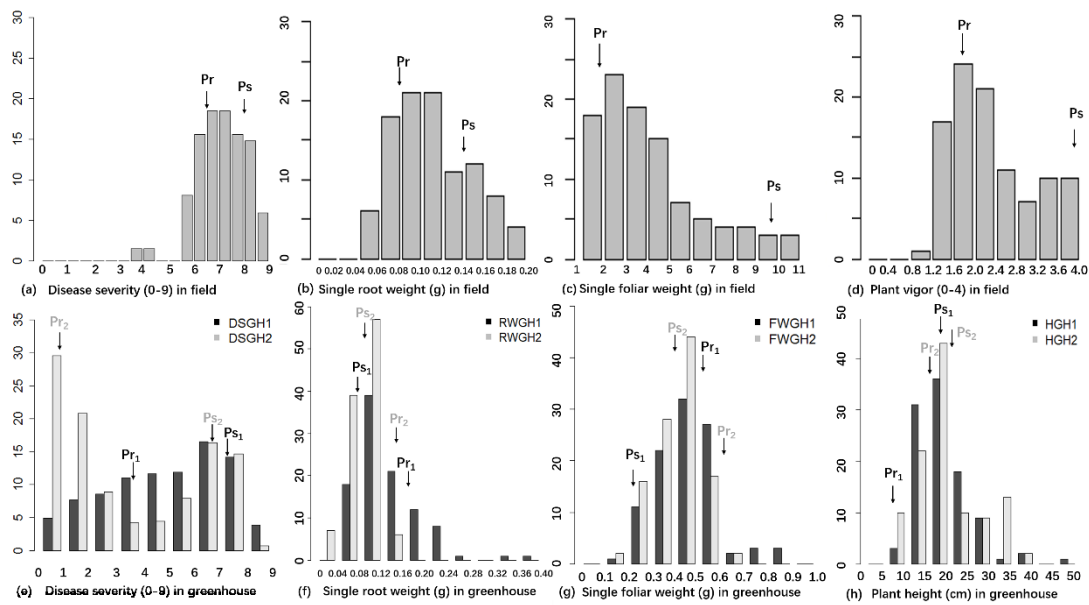 30 25 20 15 10 5 0
Pr Ps
0 1 2 3 4 5 6 7 8 9
(a) Disease severity (0-9) in field
30 20 10 0
Pr
Ps
0 0.02 0.04 0.06 0.08 0.10 0.12 0.14 0.16 0.18 0.20
(b) Single root weight (g) in field
30 20 10 0
Pr
Ps
1 2 3 4 5 6 7 8 9 10 11
(c) Single foliar weight (g) in field
30 20 10 0
Pr
Ps
0 0.4 0.8 1.2 1.6 2.0 2.4 2.8 3.2 3.6 4.0
(d) Plant vigor (0-4) in field
35 30 25 20 15 10 5 0
Pr2
DSGH1
DSGH2
Ps2
Ps1
Pr1
0 1 2 3 4 5 6 7 8 9
(e) Disease severity (0-9) in greenhouse
60 50 40 30 20 10 0
Ps2
RWGH1
RWGH2
Ps1
Pr2
Pr1
0 0.04 0.08 0.12 0.16 0.20 0.24 0.28 0.32 0.36 0.40
(f) Single root weight (g) in greenhouse
50 40 30 20 10 0
FWGH1
FWGH2
Ps2
Pr1
Pr2
Ps1
0 0.1 0.2 0.3 0.4 0.5 0.6 0.7 0.8 0.9 1.0
(g) Single foliar weight (g) in greenhouse
50 40 30 20 10 0
Ps1
HGH1
HGH2
Pr2 Ps2
Pr1
0 5 10 15 20 25 30 35 40 45 50
(h) Plant height (cm) in greenhouse